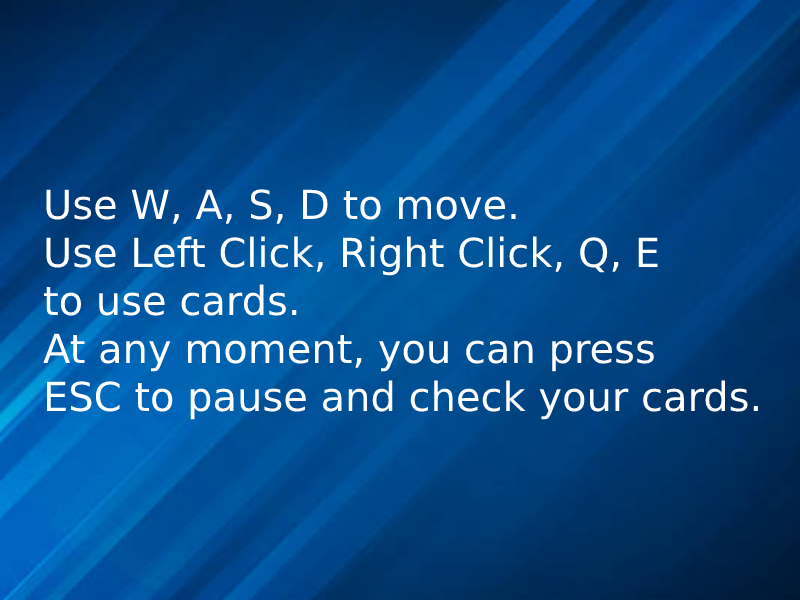 Use W, A, S, D to move.
Use Left Click, Right Click, Q, E
to use cards.
At any moment, you can press
ESC to pause and check your cards.